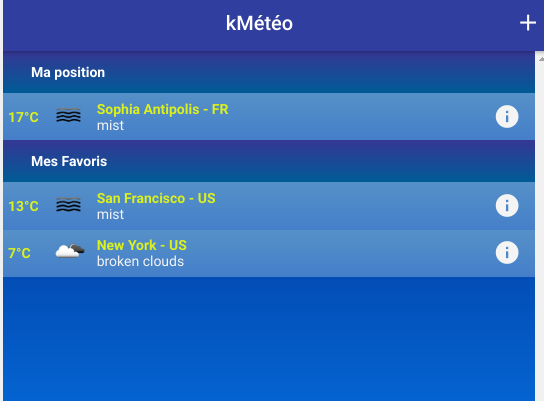 kMétéo
Ma position
17°C
Sophia Antipolis - FR
mist
Mes Favoris
13°C
San Francisco - US
mist
7°C
New York - US
broken clouds